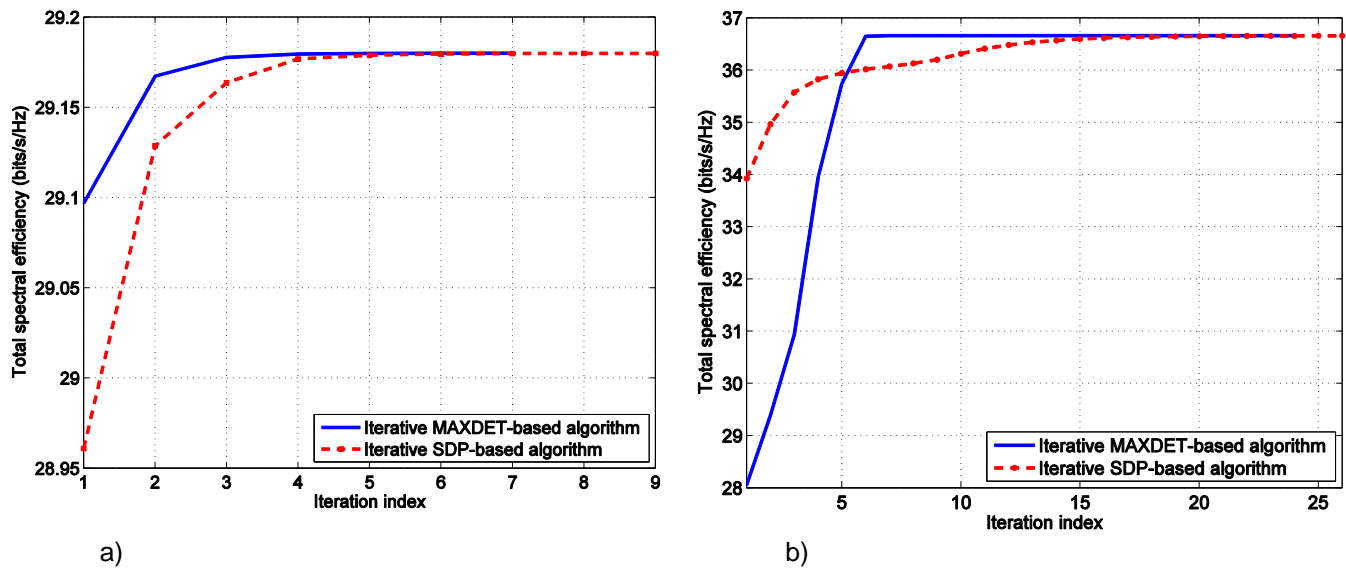 29.2
29.15
29.1
29.05
29
28.95
Total spectral efficiency (bits/s/Hz)
1 2 3 4 5 6 7 8 9
Iteration index
Iterative MAXDET-based algorithm
Iterative SDP-based algorithm
a)
37
36
35
34
33
32
31
30
29
28
Total spectral efficiency (bits/s/Hz)
5 10 15 20 25
Iteration index
Iterative MAXDET-based algorithm
Iterative SDP-based algorithm
b)